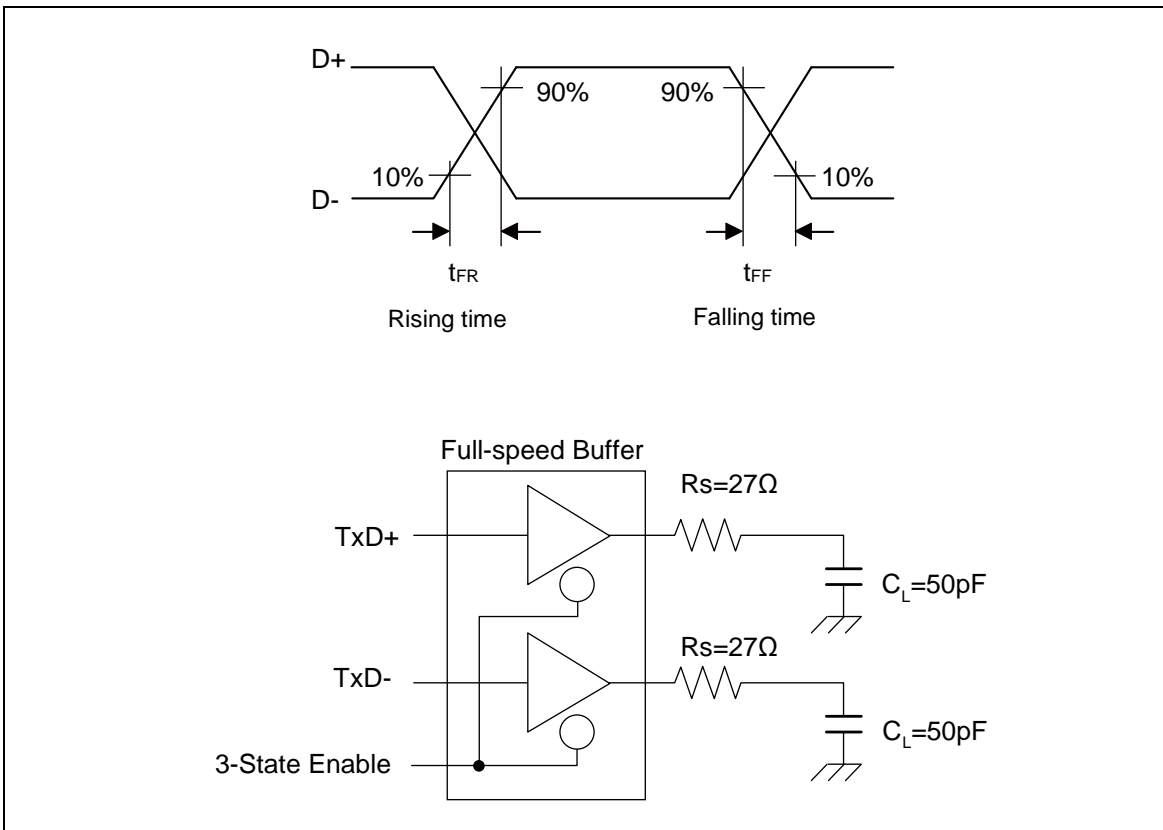 D+
90% 90%
10% 10%
D-
tFR tFF
Rising time Falling time
Full-speed Buffer
Rs=27Ω
TxD+
CL=50pF
Rs=27Ω
TxD-
CL=50pF
3-State Enable